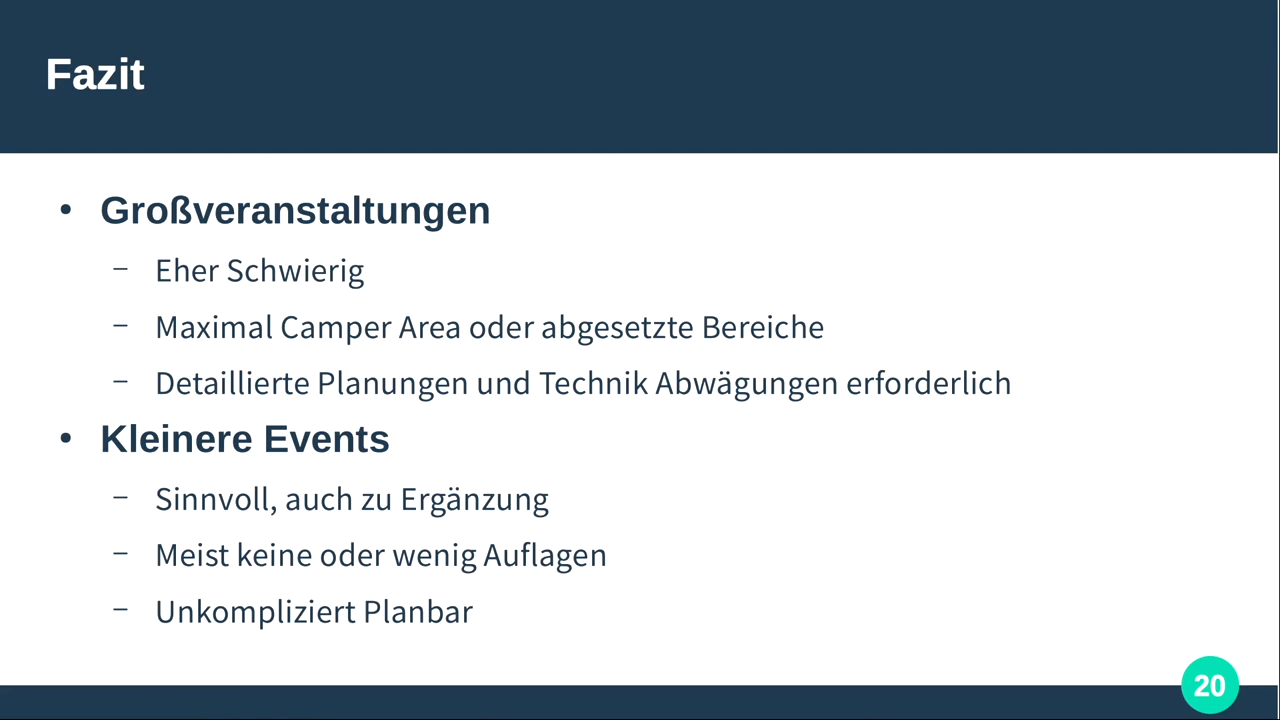 Fazit
• Großveranstaltungen
– Eher Schwierig
– Maximal Camper Area oder abgesetzte Bereiche
– Detaillierte Planungen und Technik Abwägungen erforderlich
• Kleinere Events
– Sinnvoll, auch zu Ergänzung
– Meist keine oder wenig Auflagen
– Unkompliziert Planbar
20